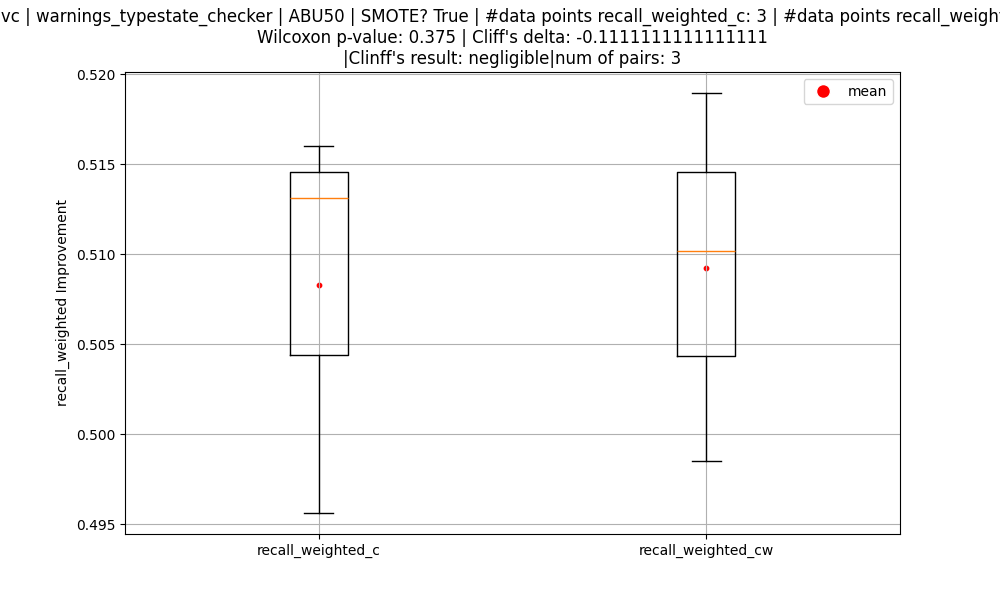 vc | warnings_typestate_checker | ABU50 | SMOTE? True | #data points recall_weighted_c: 3 | #data points
Wilcoxon p-value: 0.375 | Cliff's delta: -0.1111111111111111
|Clinff's result: negligible|num of pairs: 3
mean
0.520
0.515
0.510
0.505
0.500
0.495
recall_weighted Improvement
recall_weighted_c
recall_weighted_cw